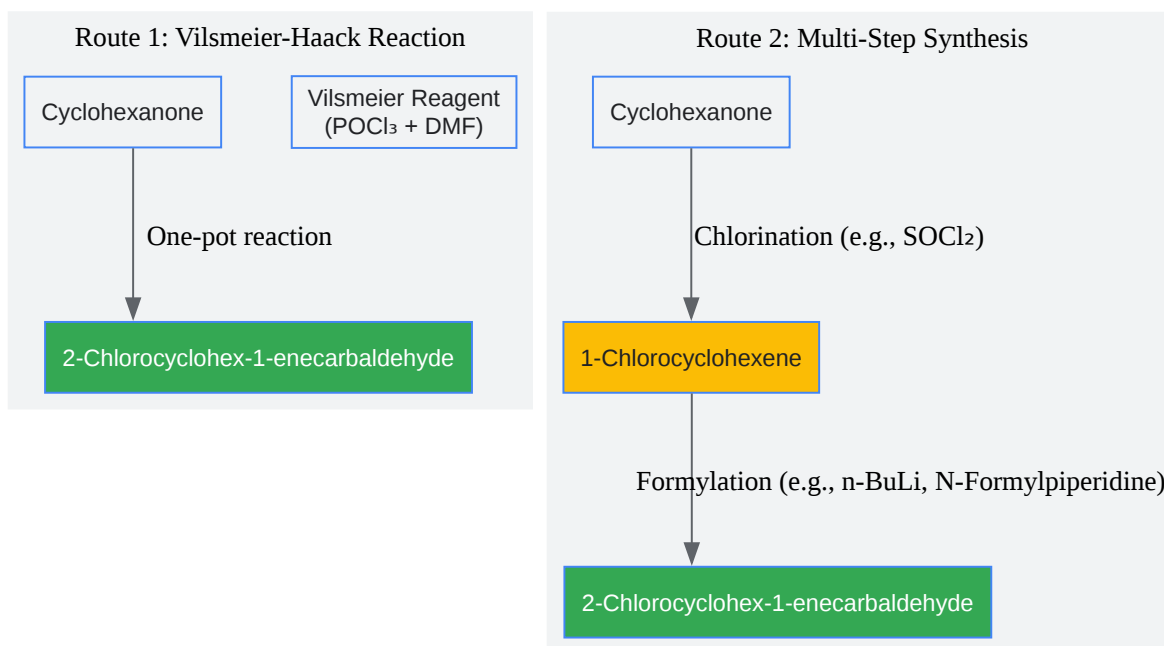 Route 1: Vilsmeier-Haack Reaction
Cyclohexanone
Vilsmeier Reagent
(POCl₃ + DMF)
One-pot reaction
2-Chlorocyclohex-1-enecarbaldehyde
Route 2: Multi-Step Synthesis
Cyclohexanone
Chlorination (e.g., SOCl₂)
1-Chlorocyclohexene
Formylation (e.g., n-BuLi, N-Formylpiperidine)
2-Chlorocyclohex-1-enecarbaldehyde